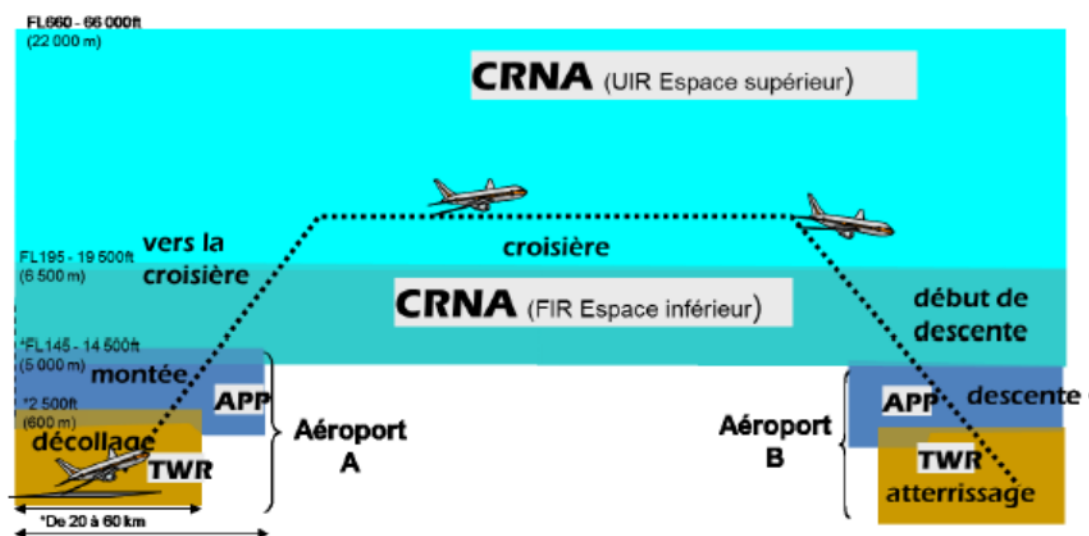 FL660 - 66 000ft
(22 000 m)
CRNA (UIR Espace supérieur)
vers la
croisière
croisière
FL195 - 19 500ft
(6 500 m)
CRNA (FIR Espace inférieur)
début de
descente
*FL145 - 14 500ft
(5 000 m)
montée
APP
*2 500ft
(600 m)
décollage
TWR
Aéroport
A
Aéroport
B
APP
descente
TWR
atterrissage
*De 20 à 60 km